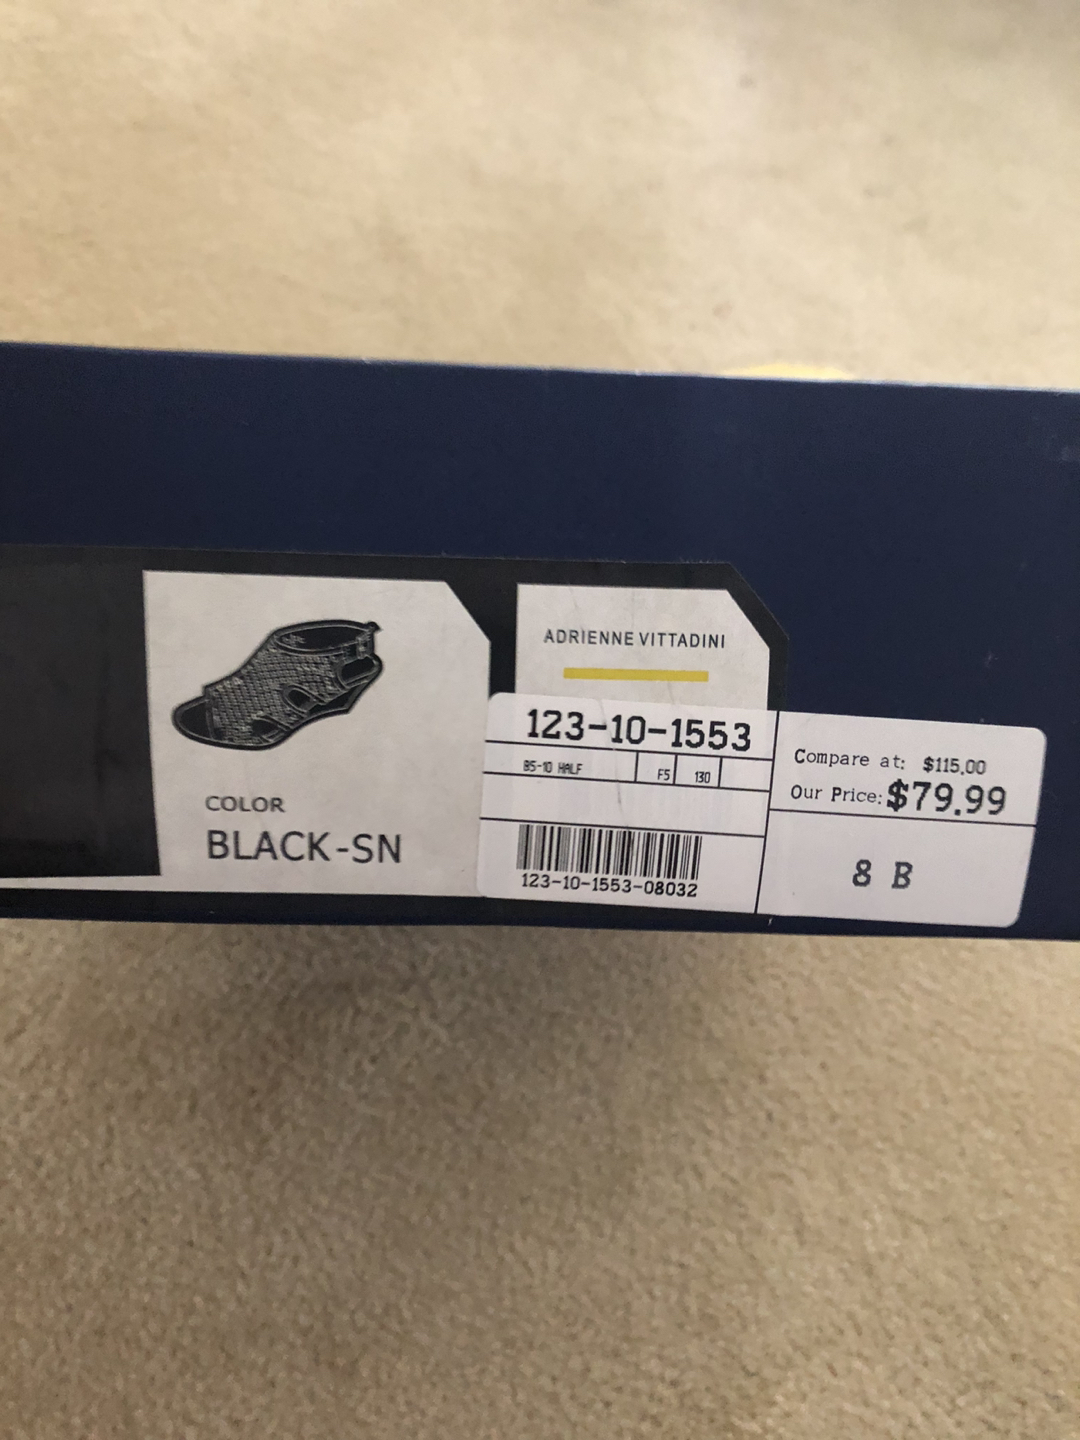 COLOR
BLACK-SN
ADRIENNE VITTADINI
123-10-1553
B5-10 HALF F5 130
123-10-1553-08032
Compare at: $115.00
Our Price: $79.99
8 B